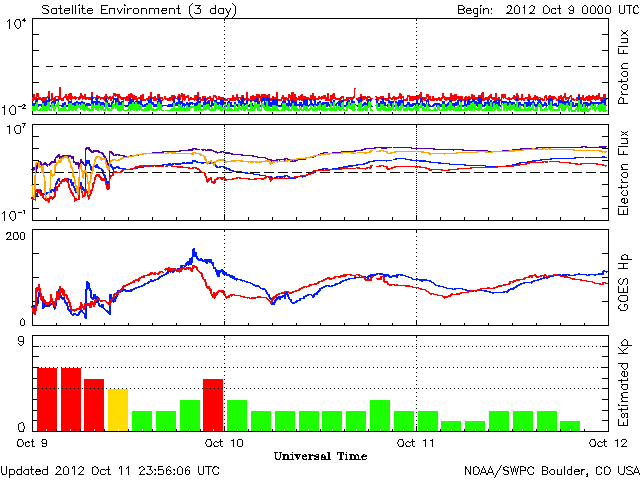 Satellite Environment (3 day) Begin: 2012 Oct 9 0000 UTC
10^4
10^-2
Proton Flux
10^7
10^-1
Electron Flux
200
0
GOES Hp
9
0
Estimated Kp
Oct 9 Oct 10 Oct 11 Oct 12
Universal Time
Updated 2012 Oct 11 23:56:06 UTC NOAA/SWPC Boulder, CO USA